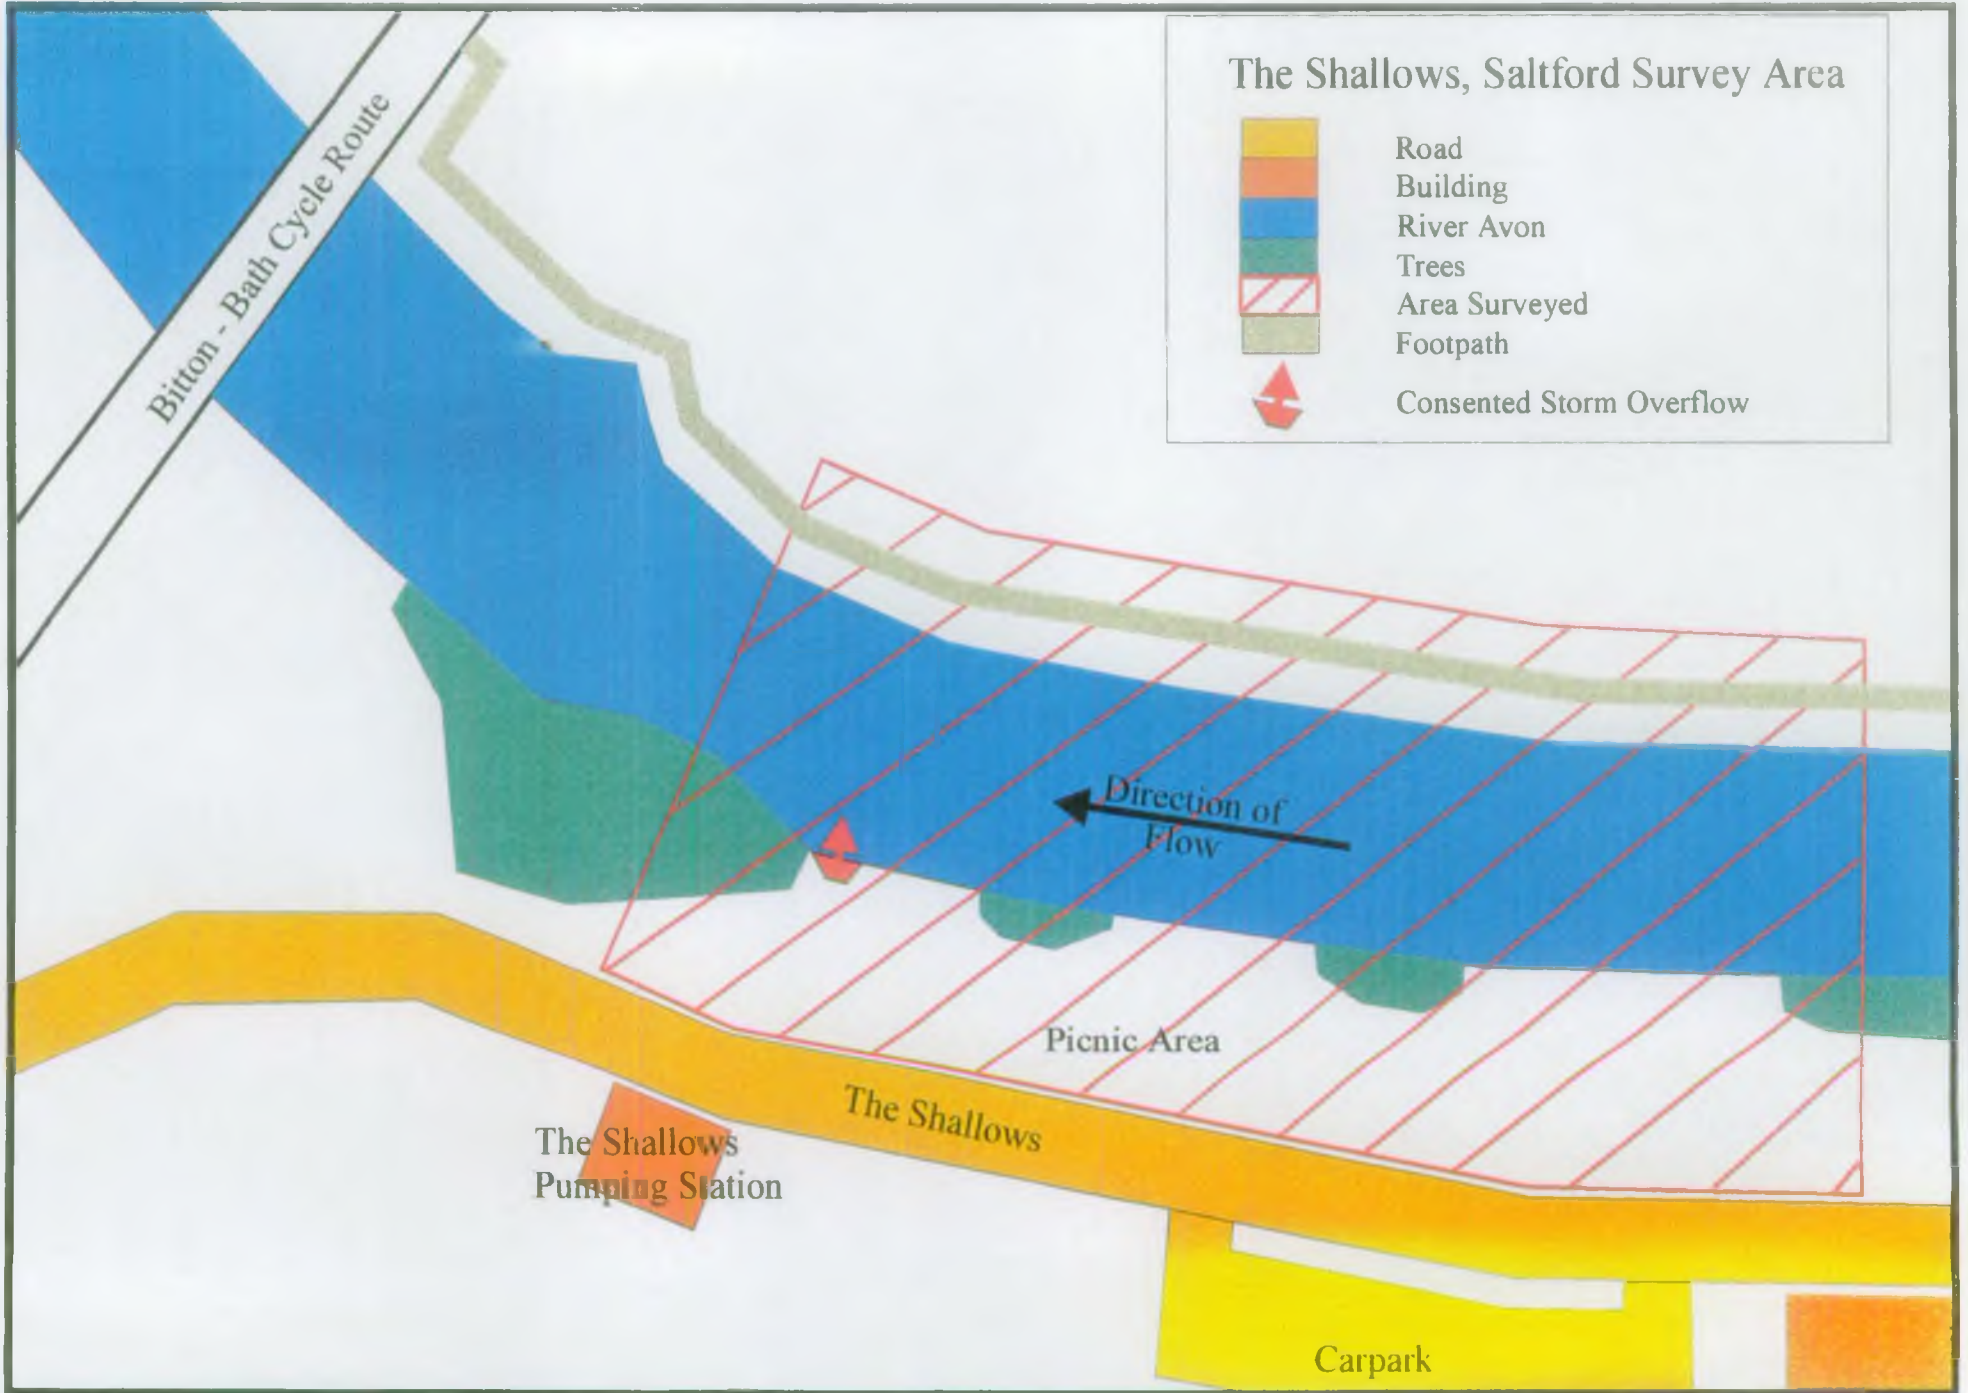 The Shallows, Saltford Survey Area
Road
Building
River Avon
Trees
Area Surveyed
Footpath
Consented Storm Overflow
Bitton - Bath Cycle Route
Direction of
Flow
Picnic Area
The Shallows
The Shallows
Pumping Station
Carpark